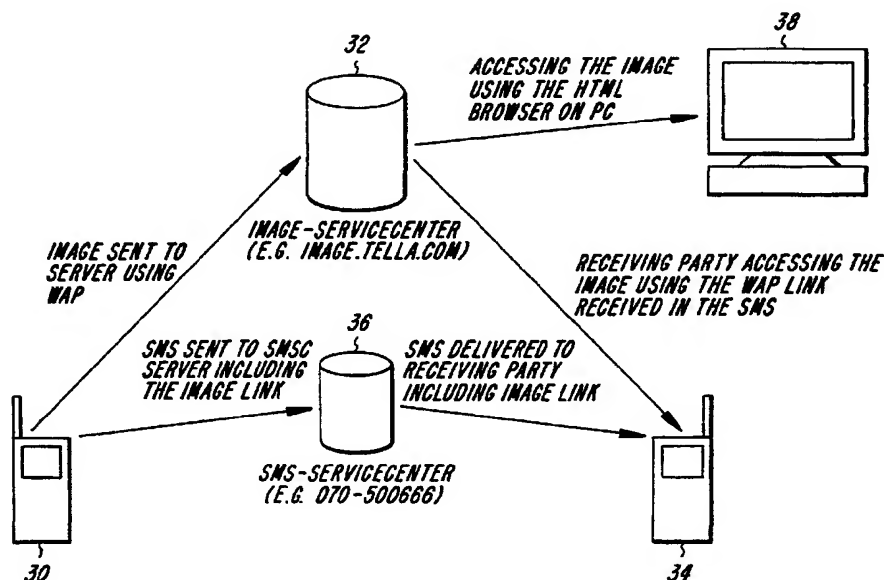 32
38
ACCESSING THE IMAGE
USING THE HTML
BROWSER ON PC
IMAGE-SERVICECENTER
(E.G. IMAGE.TELLA.COM)
IMAGE SENT TO
SERVER USING
WAP
RECEIVING PARTY ACCESSING THE
IMAGE USING THE WAP LINK
RECEIVED IN THE SMS
36
SMS SENT TO SMSC
SERVER INCLUDING
THE IMAGE LINK
SMS DELIVERED TO
RECEIVING PARTY
INCLUDING IMAGE LINK
SMS-SERVICECENTER
(E.G. 070-500666)
30
34